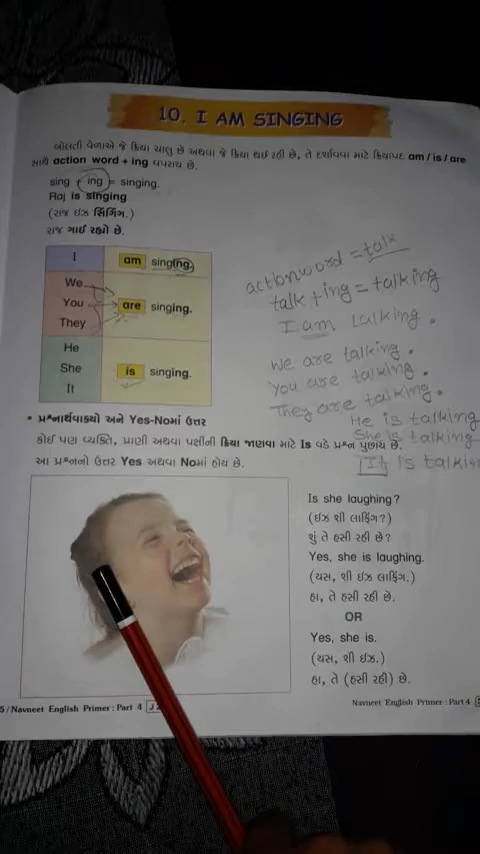 10. I AM SINGING
બોલતી વેળાએ જે ક્રિયા ચાલુ છે અથવા જે ક્રિયા થઈ રહી છે, તે દર્શાવવા માટે ક્રિયાપદ am / is / are
સાથે action word + ing વપરાય છે.
sing + ing = singing.
Raj is singing
(રાજ ઇઝ સિંગિંગ.)
રાજ ગાઈ રહ્યો છે.
I am singing.
We
You are singing.
They
He
She
It is singing.
actionword = talk
talk + ing = talking
I am talking.
We are talking.
You are talking.
They are talking.
He is talking
She is talking
It is talkin
• પ્રશ્નાર્થવાક્યો અને Yes-Noમાં ઉત્તર
કોઈ પણ વ્યક્તિ, પ્રાણી અથવા પક્ષીની ક્રિયા જાણવા માટે Is વડે પ્રશ્ન પુછાય છે.
આ પ્રશ્નનો ઉત્તર Yes અથવા Noમાં હોય છે.
Is she laughing?
(ઇઝ શી લાફિંગ?)
શું તે હસી રહી છે?
Yes, she is laughing.
(યસ, શી ઇઝ લાફિંગ.)
હા, તે હસી રહી છે.
OR
Yes, she is.
(યસ, શી ઇઝ.)
હા, તે (હસી રહી) છે.
5/Navneet English Primer : Part 4
Navneet English Primer : Part 4